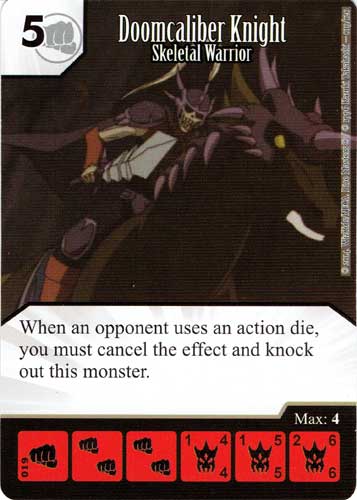 5
Doomcaliber Knight
Skeletal Warrior
When an opponent uses an action die,
you must cancel the effect and knock
out this monster.
Max: 4
019
1 4 4
1 5 5
2 6 6